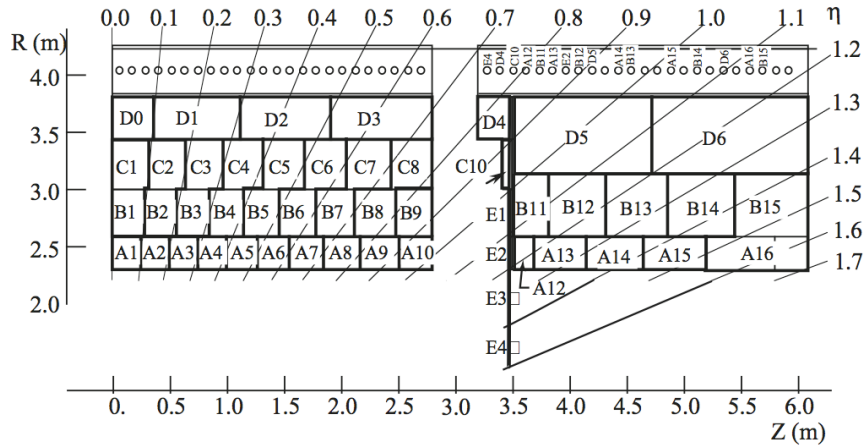 0.0 0.1 0.2 0.3 0.4 0.5 0.6 0.7 0.8 0.9 1.0 1.1 η
R (m)
E4 D4 C10 A12 B11 A13 E2 B12 D5 A14 B13 A15 B14 D6 A16 B15
1.2
4.0
D0 D1 D2 D3 D4 D5 D6
1.3
3.5
C1 C2 C3 C4 C5 C6 C7 C8 C10
1.4
3.0
B1 B2 B3 B4 B5 B6 B7 B8 B9 E1 B11 B12 B13 B14 B15
1.5
2.5
A1 A2 A3 A4 A5 A6 A7 A8 A9 A10 E2 A13 A14 A15 A16
1.6
1.7
A12
2.0
E3
E4
0. 0.5 1.0 1.5 2.0 2.5 3.0 3.5 4.0 4.5 5.0 5.5 6.0
Z (m)